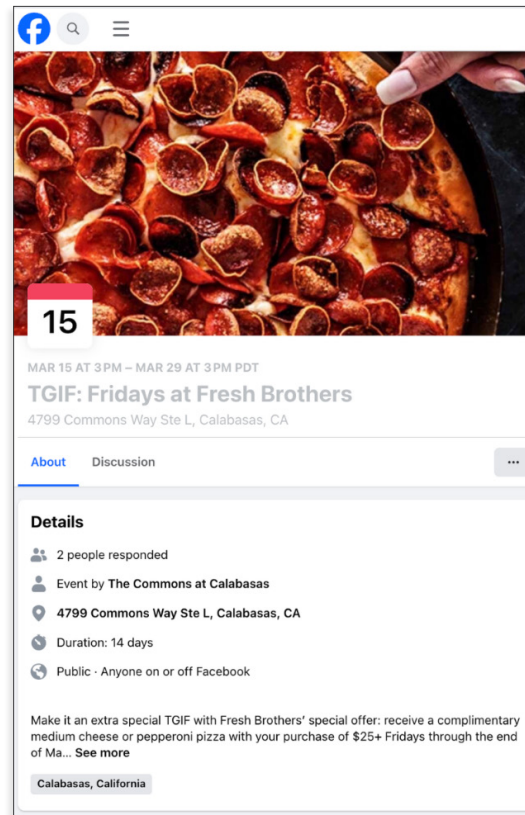 15
MAR 15 AT 3PM – MAR 29 AT 3PM PDT
TGIF: Fridays at Fresh Brothers
4799 Commons Way Ste L, Calabasas, CA
About Discussion ...
Details
2 people responded
Event by The Commons at Calabasas
4799 Commons Way Ste L, Calabasas, CA
Duration: 14 days
Public · Anyone on or off Facebook
Make it an extra special TGIF with Fresh Brothers' special offer: receive a complimentary
medium cheese or pepperoni pizza with your purchase of $25+ Fridays through the end
of Ma... See more
Calabasas, California